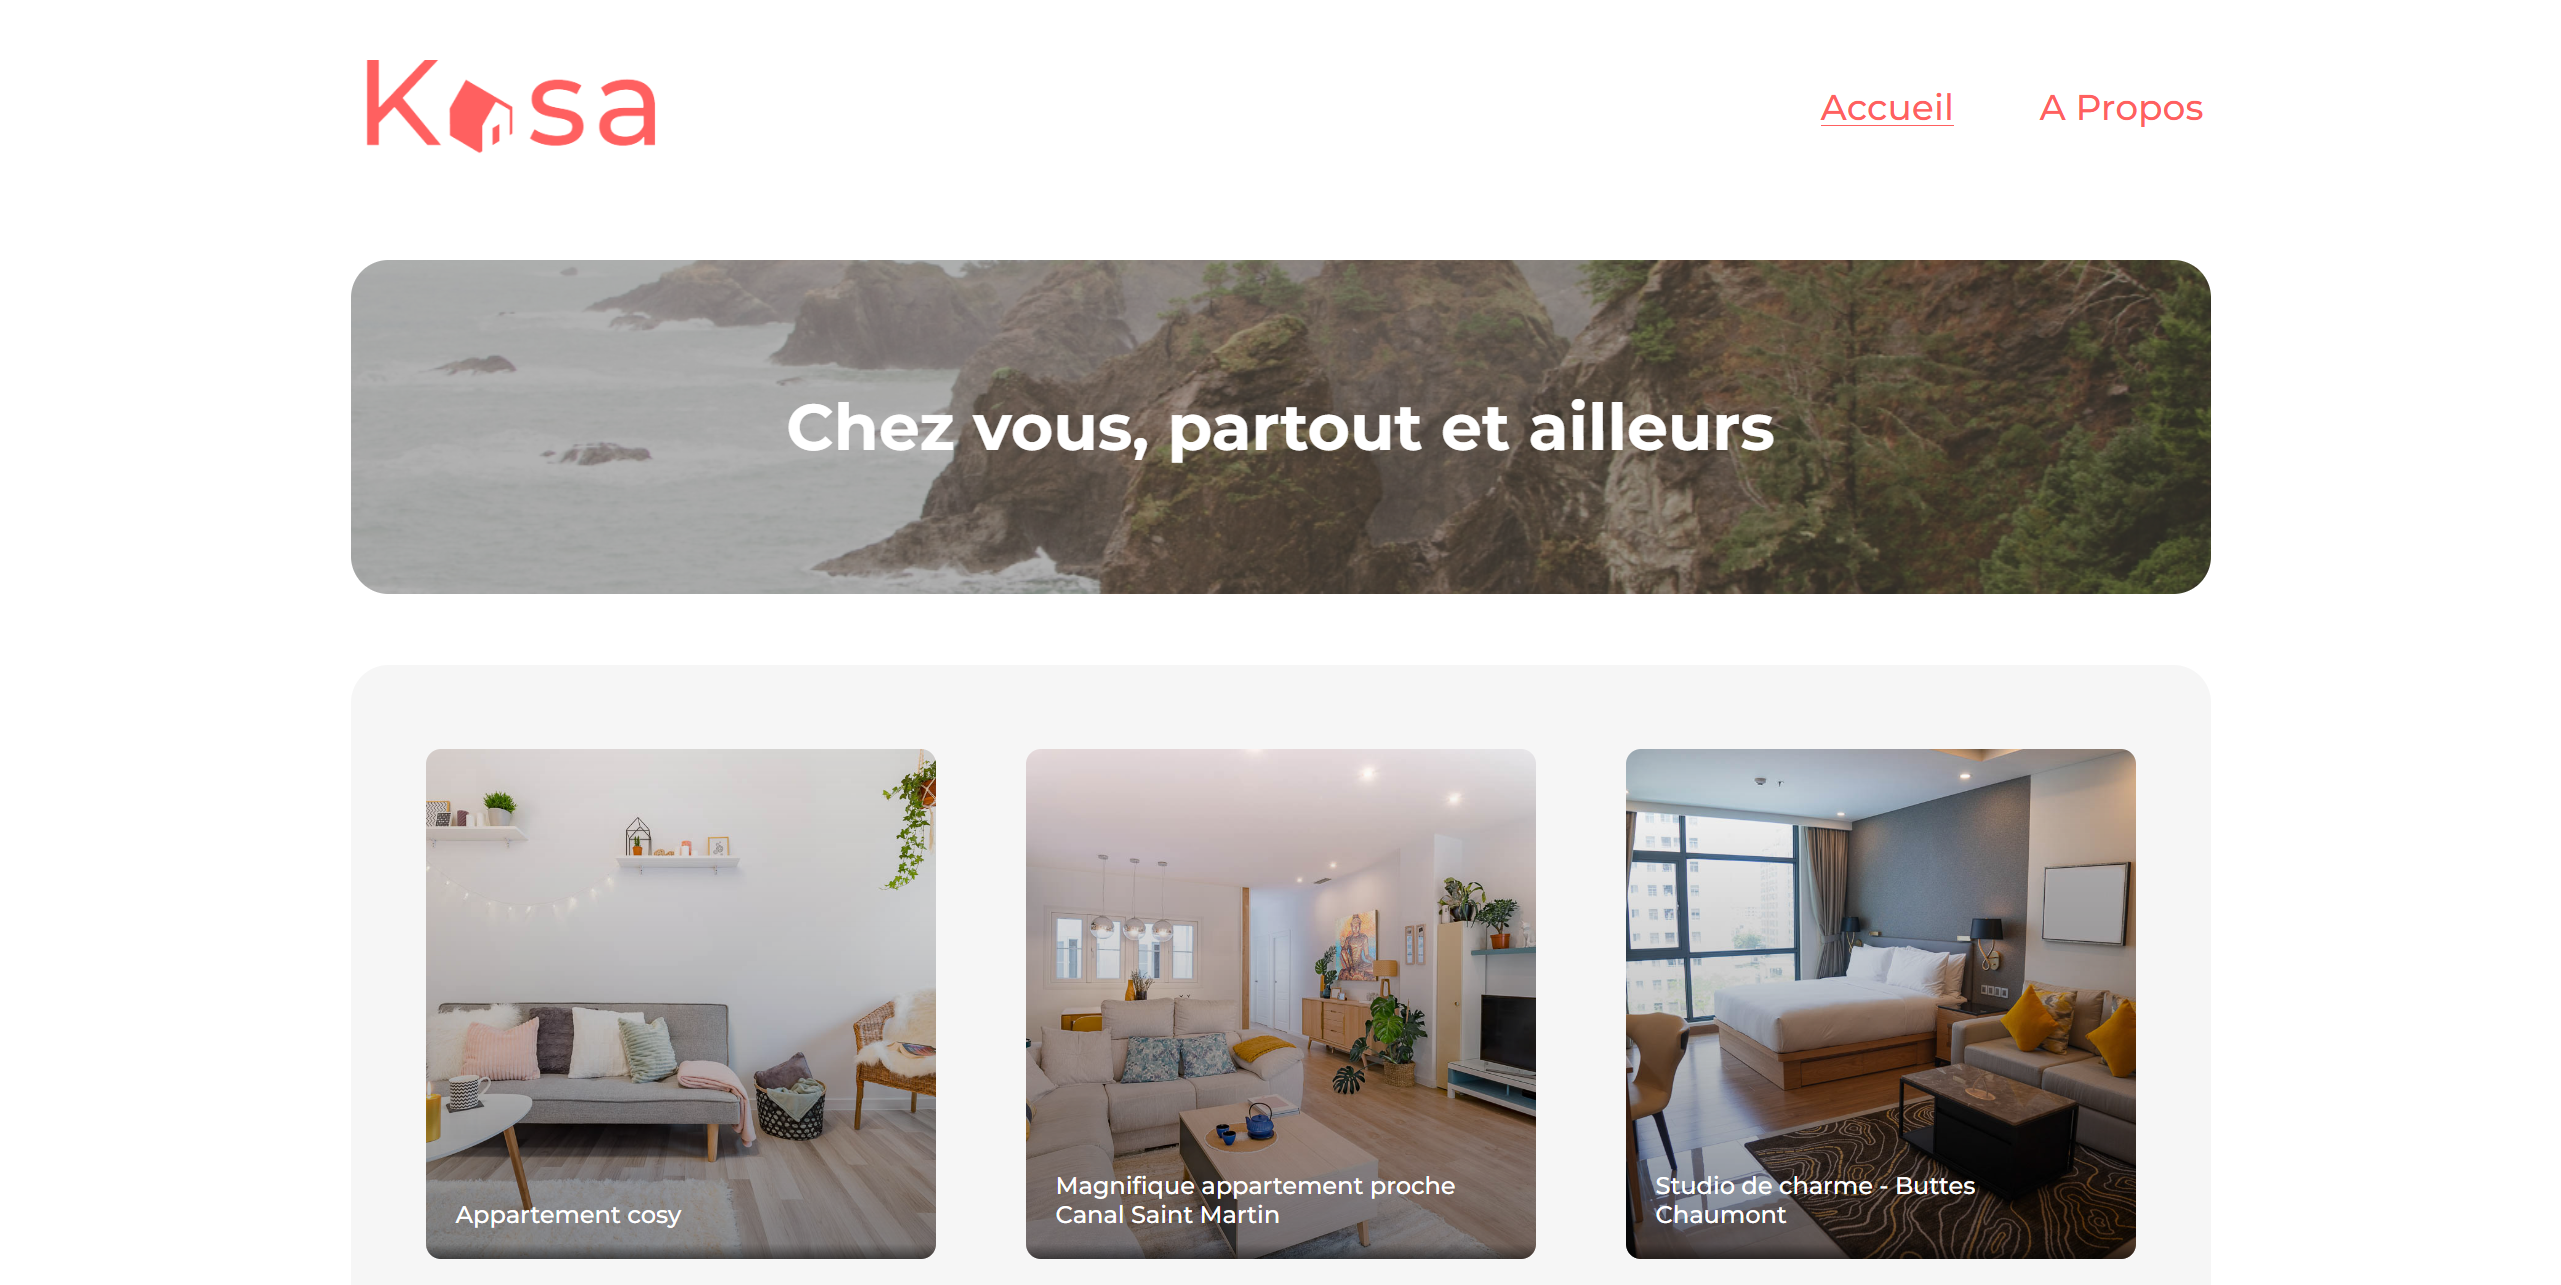 Kasa
Accueil
A Propos
Chez vous, partout et ailleurs
Appartement cosy
Magnifique appartement proche
Canal Saint Martin
Studio de charme - Buttes
Chaumont